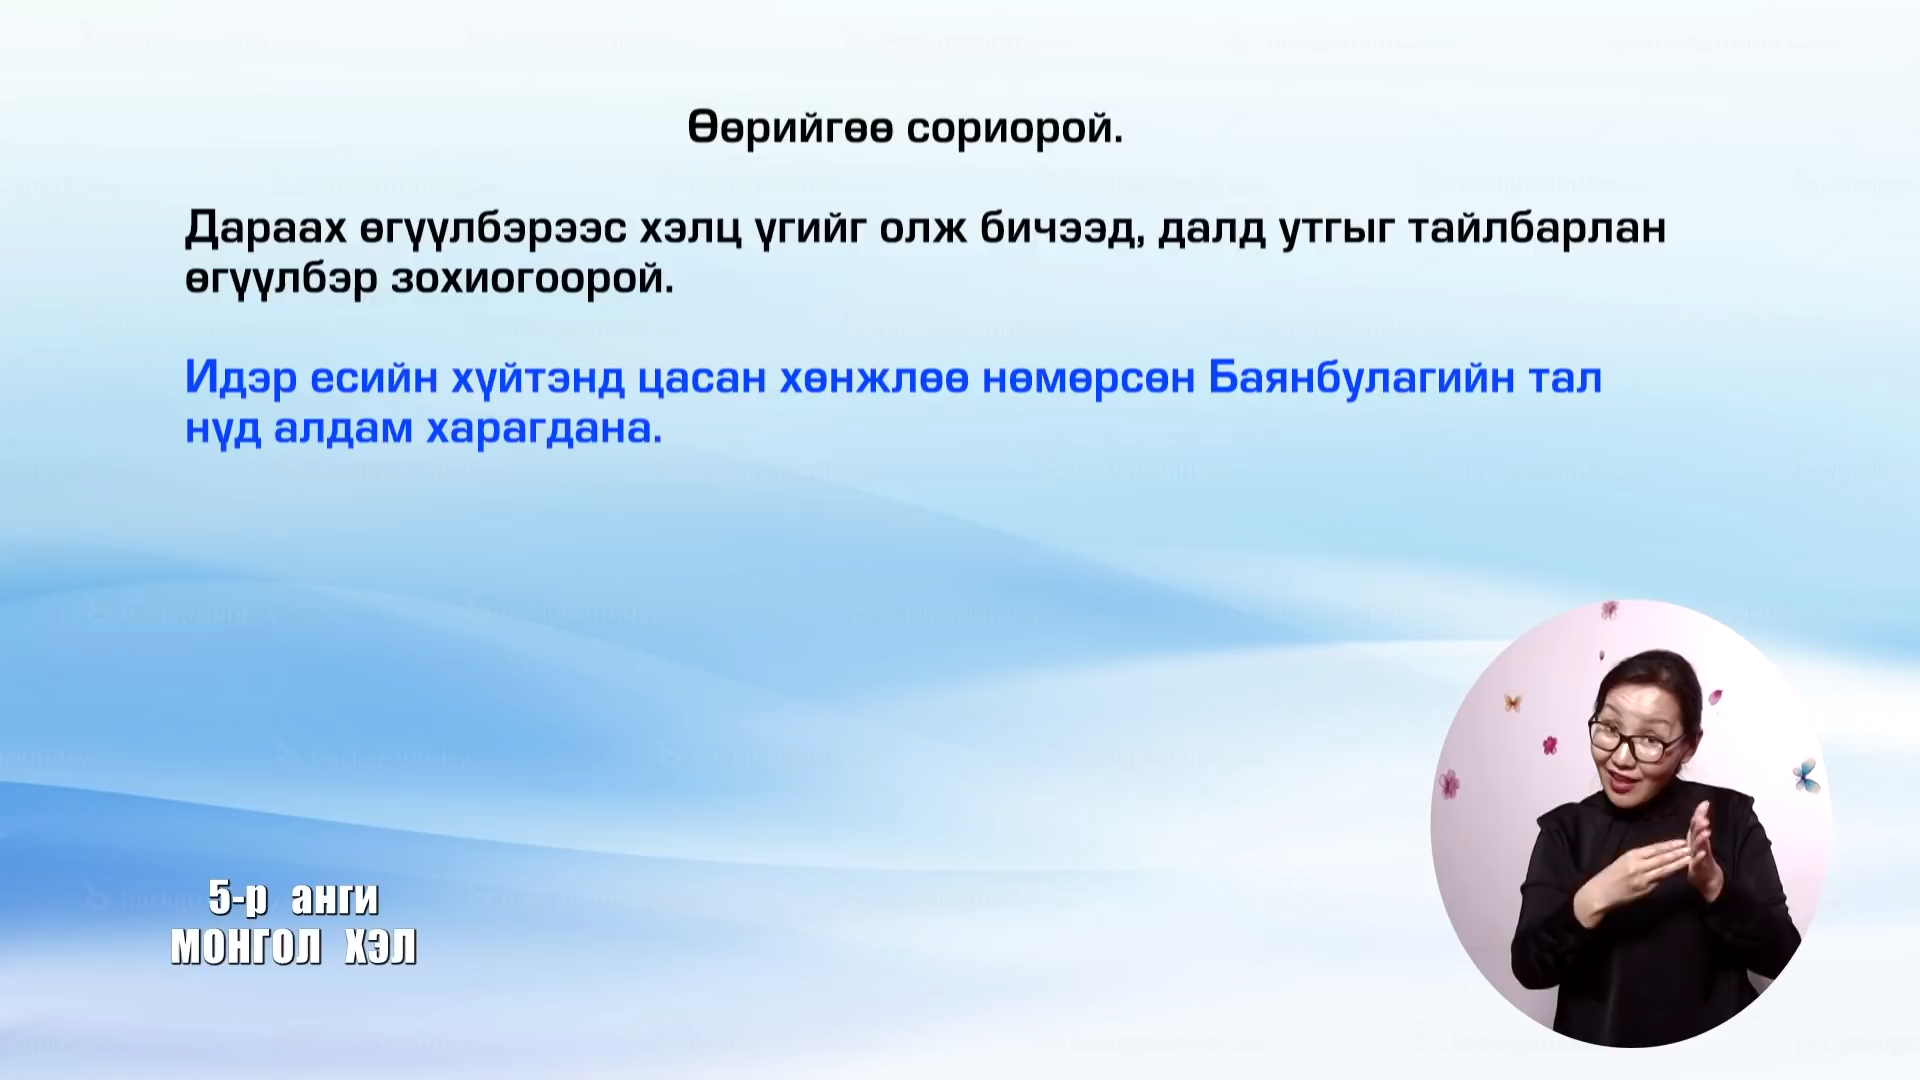 Өөрийгөө сориорой.
Дараах өгүүлбэрээс хэлц үгийг олж бичээд, далд утгыг тайлбарлан
өгүүлбэр зохиогоорой.
Идэр есийн хүйтэнд цасан хөнжлөө нөмөрсөн Баянбулагийн тал
нүд алдам харагдана.
5-р анги
МОНГОЛ ХЭЛ